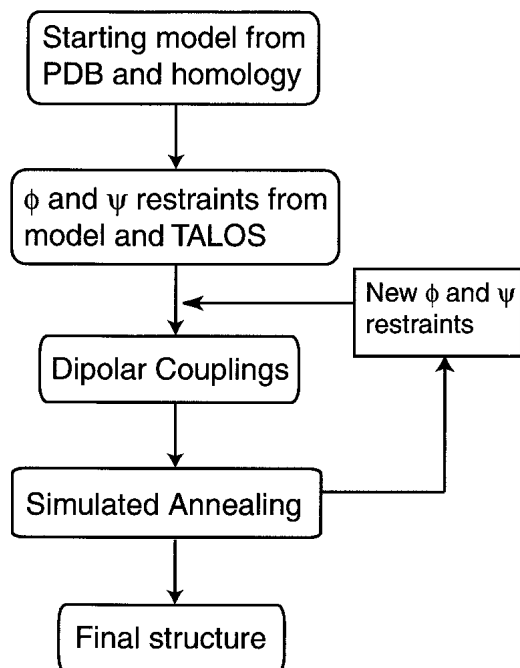 Starting model from
PDB and homology
ϕ and ψ restraints from
model and TALOS
New ϕ and ψ
restraints
Dipolar Couplings
Simulated Annealing
Final structure